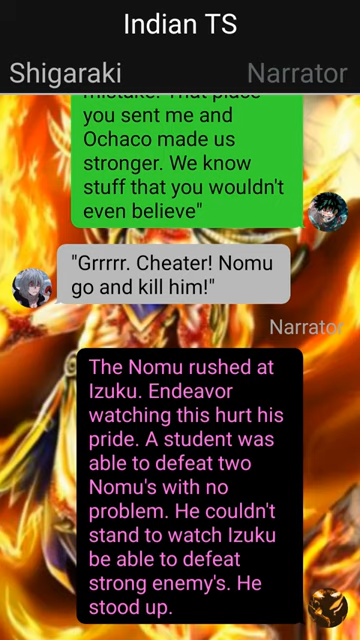 Indian TS
Shigaraki
Narrator
mistake. That place
you sent me and
Ochaco made us
stronger. We know
stuff that you wouldn't
even believe"
"Grrrrr. Cheater! Nomu
go and kill him!"
Narrator
The Nomu rushed at
Izuku. Endeavor
watching this hurt his
pride. A student was
able to defeat two
Nomu's with no
problem. He couldn't
stand to watch Izuku
be able to defeat
strong enemy's. He
stood up.